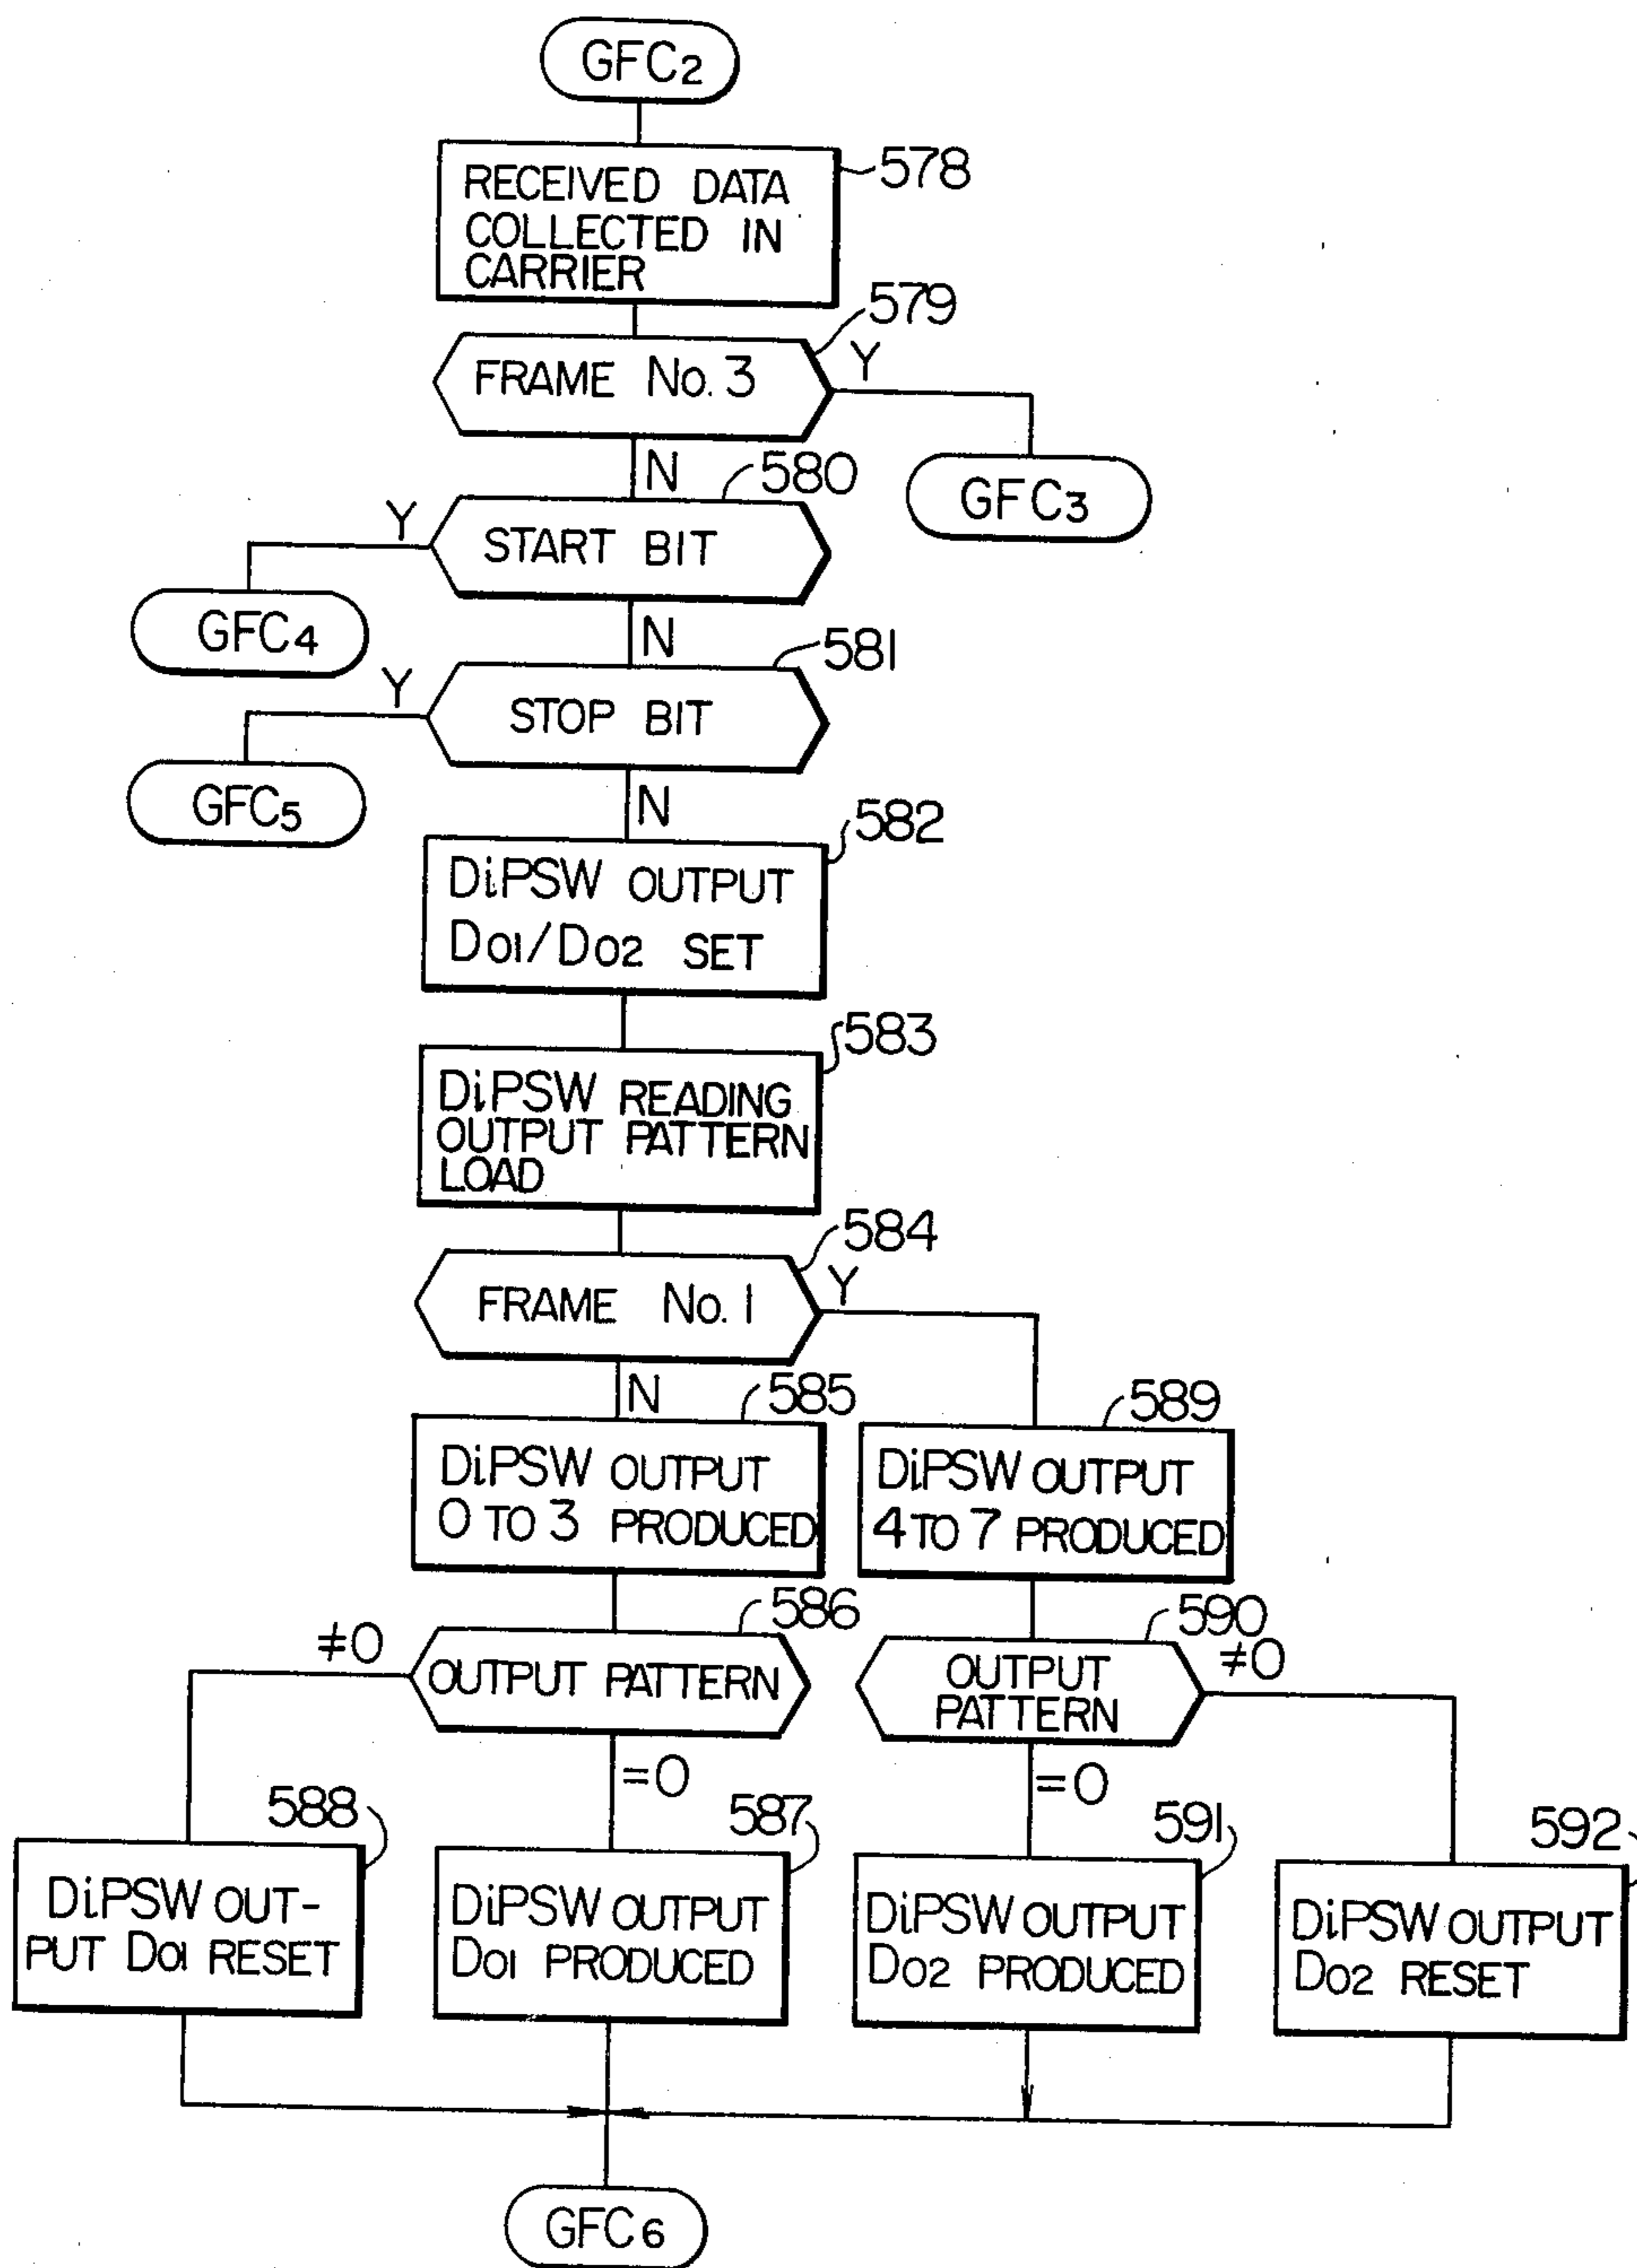 GFC2
RECEIVED DATA
COLLECTED IN
CARRIER
578
579
FRAME No. 3
Y
N
580
GFC3
Y
START BIT
GFC4
N
581
Y
STOP BIT
GFC5
N
582
DiPSW OUTPUT
Do1/Do2 SET
583
DiPSW READING
OUTPUT PATTERN
LOAD
584
FRAME No. 1
Y
N
585
589
DiPSW OUTPUT
0 TO 3 PRODUCED
DiPSW OUTPUT
4 TO 7 PRODUCED
586
590
≠0
OUTPUT PATTERN
OUTPUT
PATTERN
≠0
=0
=0
588
587
591
592
DiPSW OUT-
PUT Do1 RESET
DiPSW OUTPUT
Do1 PRODUCED
DiPSW OUTPUT
Do2 PRODUCED
DiPSW OUTPUT
Do2 RESET
GFC6